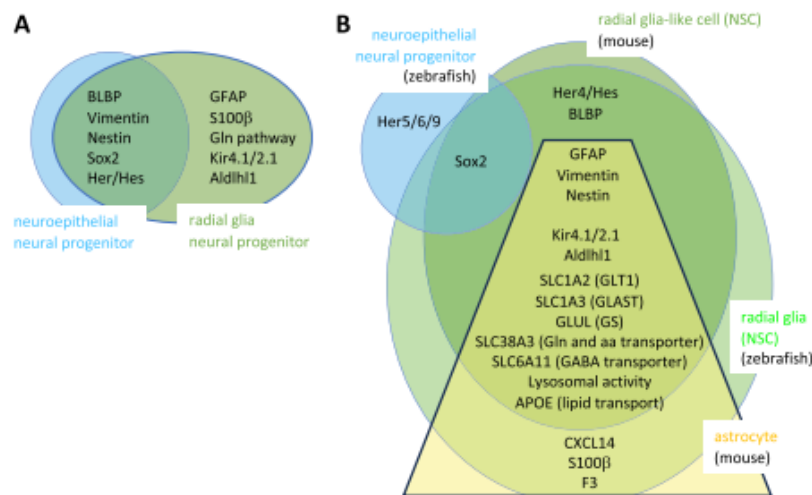 A
BLBP
Vimentin
Nestin
Sox2
Her/Hes
GFAP
S100β
Gln pathway
Kir4.1/2.1
Aldlhl1
neuroepithelial
neural progenitor
radial glia
neural progenitor
B
neuroepithelial
neural progenitor
(zebrafish)
radial glia-like cell (NSC)
(mouse)
Her5/6/9
Her4/Hes
BLBP
Sox2
GFAP
Vimentin
Nestin
Kir4.1/2.1
Aldlhl1
SLC1A2 (GLT1)
SLC1A3 (GLAST)
GLUL (GS)
SLC38A3 (Gln and aa transporter)
SLC6A11 (GABA transporter)
Lysosomal activity
APOE (lipid transport)
radial glia
(NSC)
(zebrafish)
CXCL14
S100β
F3
astrocyte
(mouse)